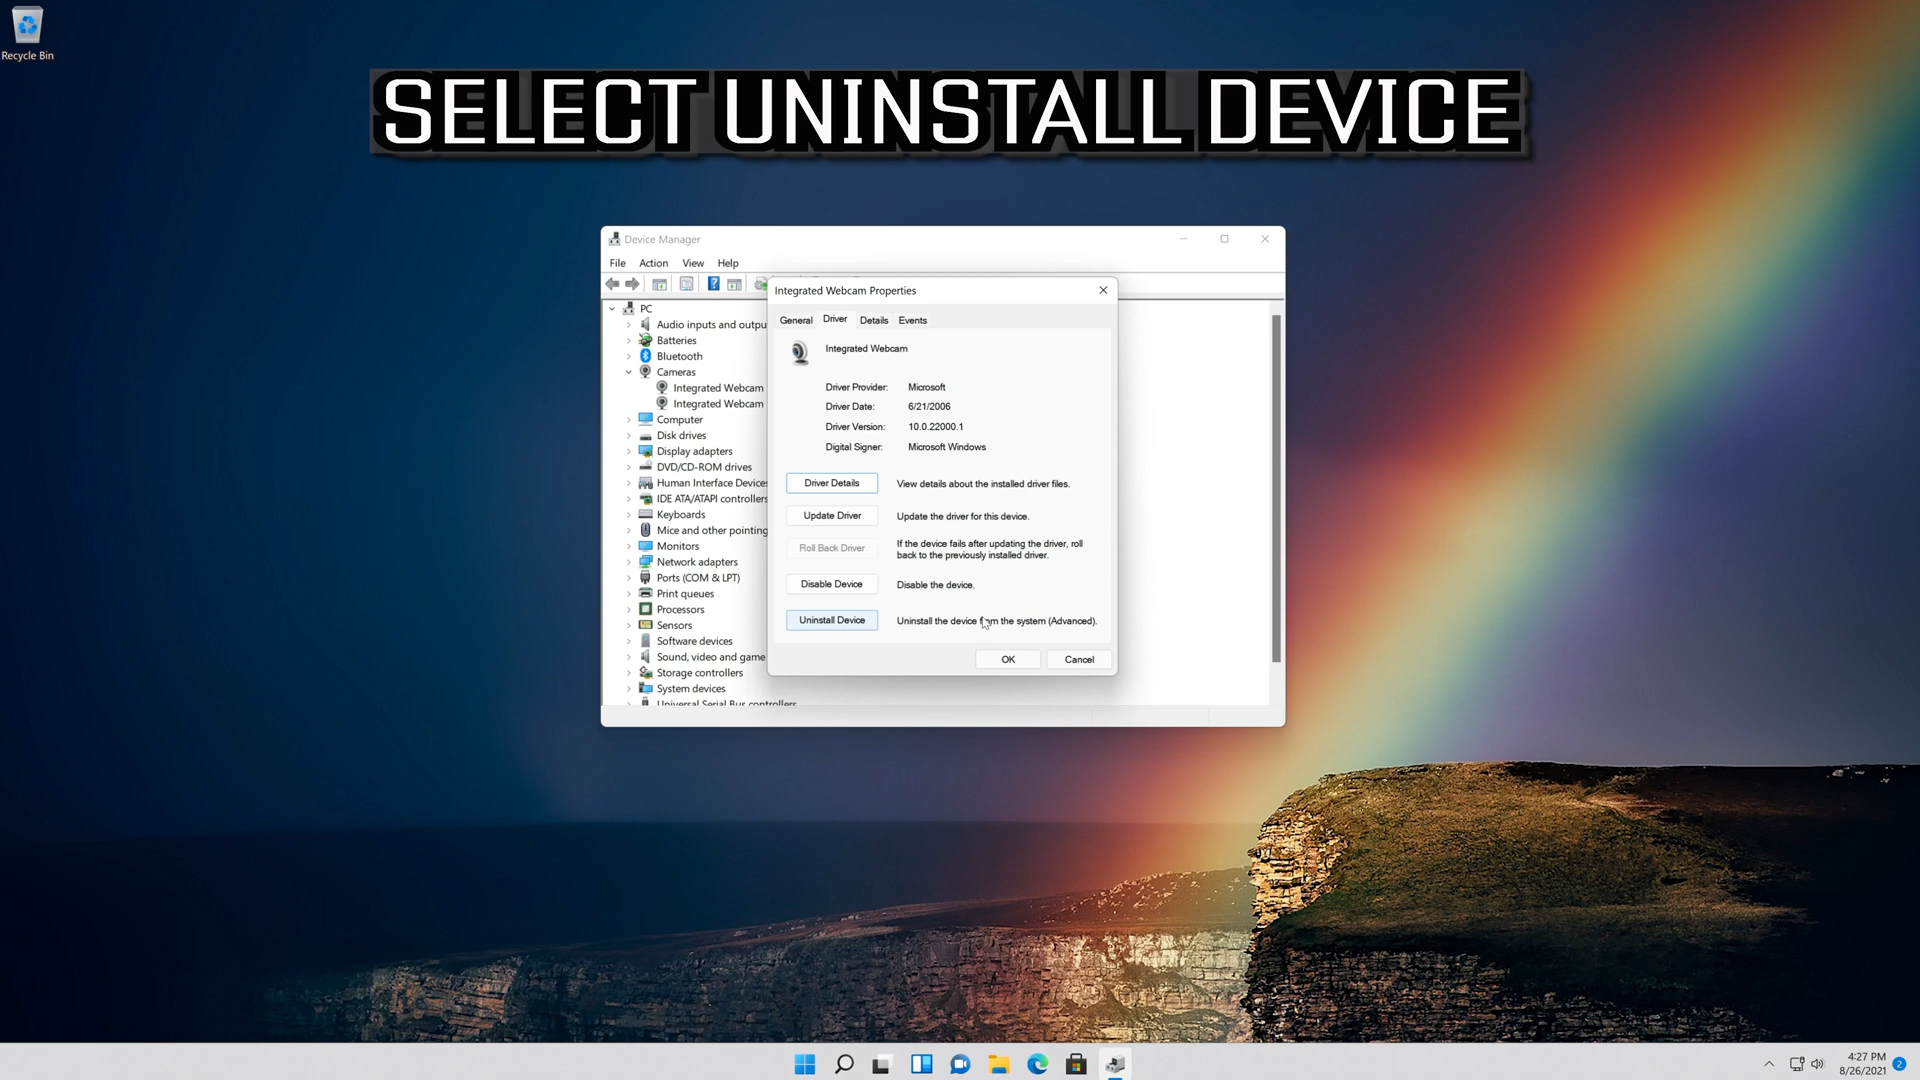 Recycle Bin
SELECT UNINSTALL DEVICE
Device Manager
File Action View Help
PC
Audio inputs and outpu
Batteries
Bluetooth
Cameras
Integrated Webcam
Integrated Webcam
Computer
Disk drives
Display adapters
DVD/CD-ROM drives
Human Interface Devices
IDE ATA/ATAPI controllers
Keyboards
Mice and other pointing
Monitors
Network adapters
Ports (COM & LPT)
Print queues
Processors
Sensors
Software devices
Sound, video and game
Storage controllers
System devices
Universal Serial Bus controllers
Integrated Webcam Properties
General Driver Details Events
Integrated Webcam
Driver Provider: Microsoft
Driver Date: 6/21/2006
Driver Version: 10.0.22000.1
Digital Signer: Microsoft Windows
Driver Details View details about the installed driver files.
Update Driver Update the driver for this device.
Roll Back Driver If the device fails after updating the driver, roll
back to the previously installed driver.
Disable Device Disable the device.
Uninstall Device Uninstall the device from the system (Advanced).
OK Cancel
4:27 PM
8/26/2021
2